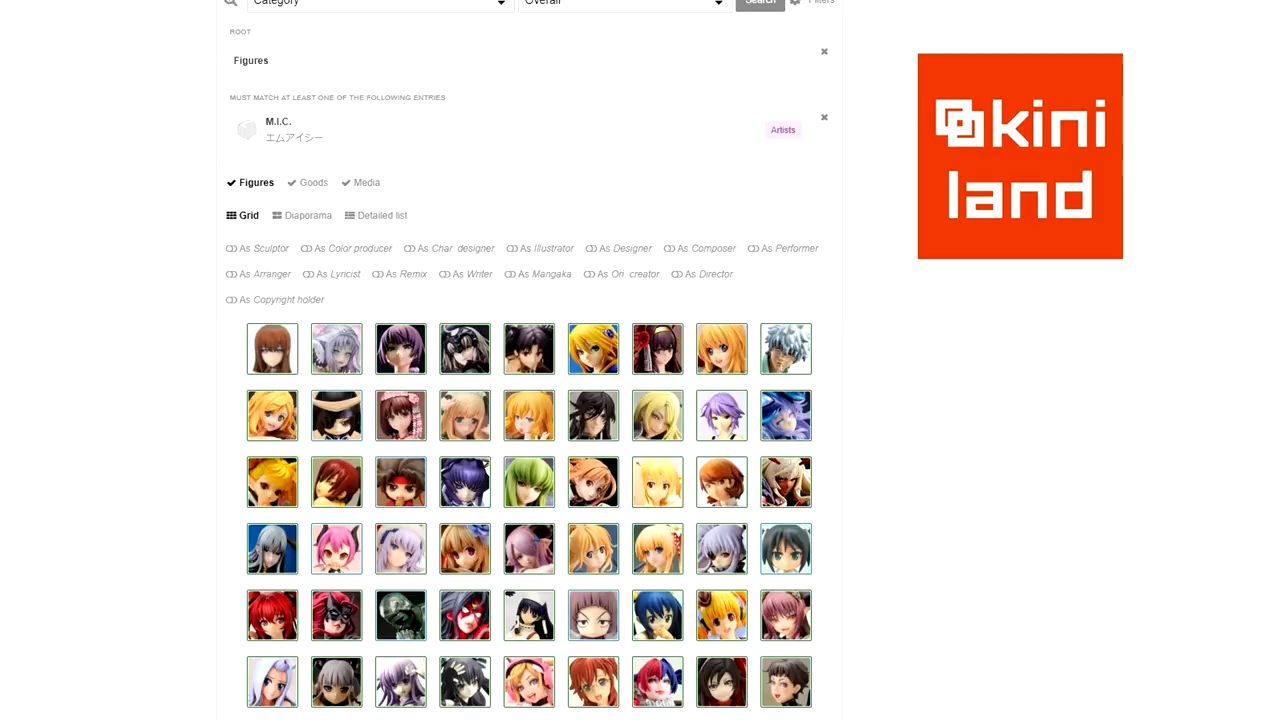 Category
Overall
Search
Filters
ROOT
Figures
MUST MATCH AT LEAST ONE OF THE FOLLOWING ENTRIES
M.I.C.
エムアイシー
Artists
Figures Goods Media
Grid Diaporama Detailed list
As Sculptor As Color producer As Char. designer As Illustrator As Designer As Composer As Performer
As Arranger As Lyricist As Remix As Writer As Mangaka As Ori. creator As Director
As Copyright holder
kini
land